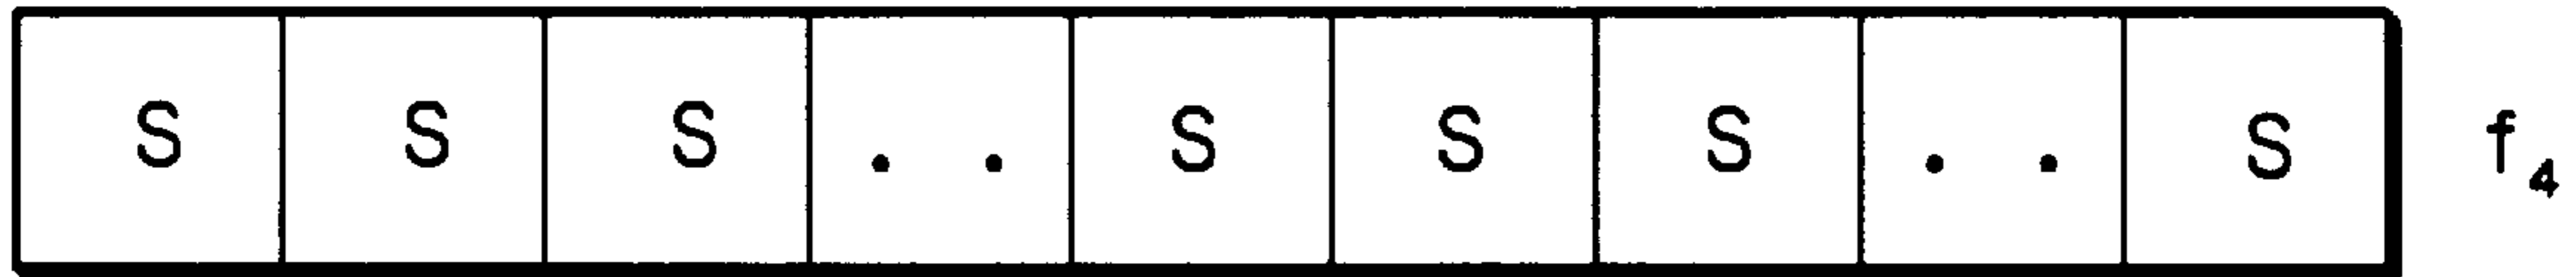 S S S . . S S S . . S f₄